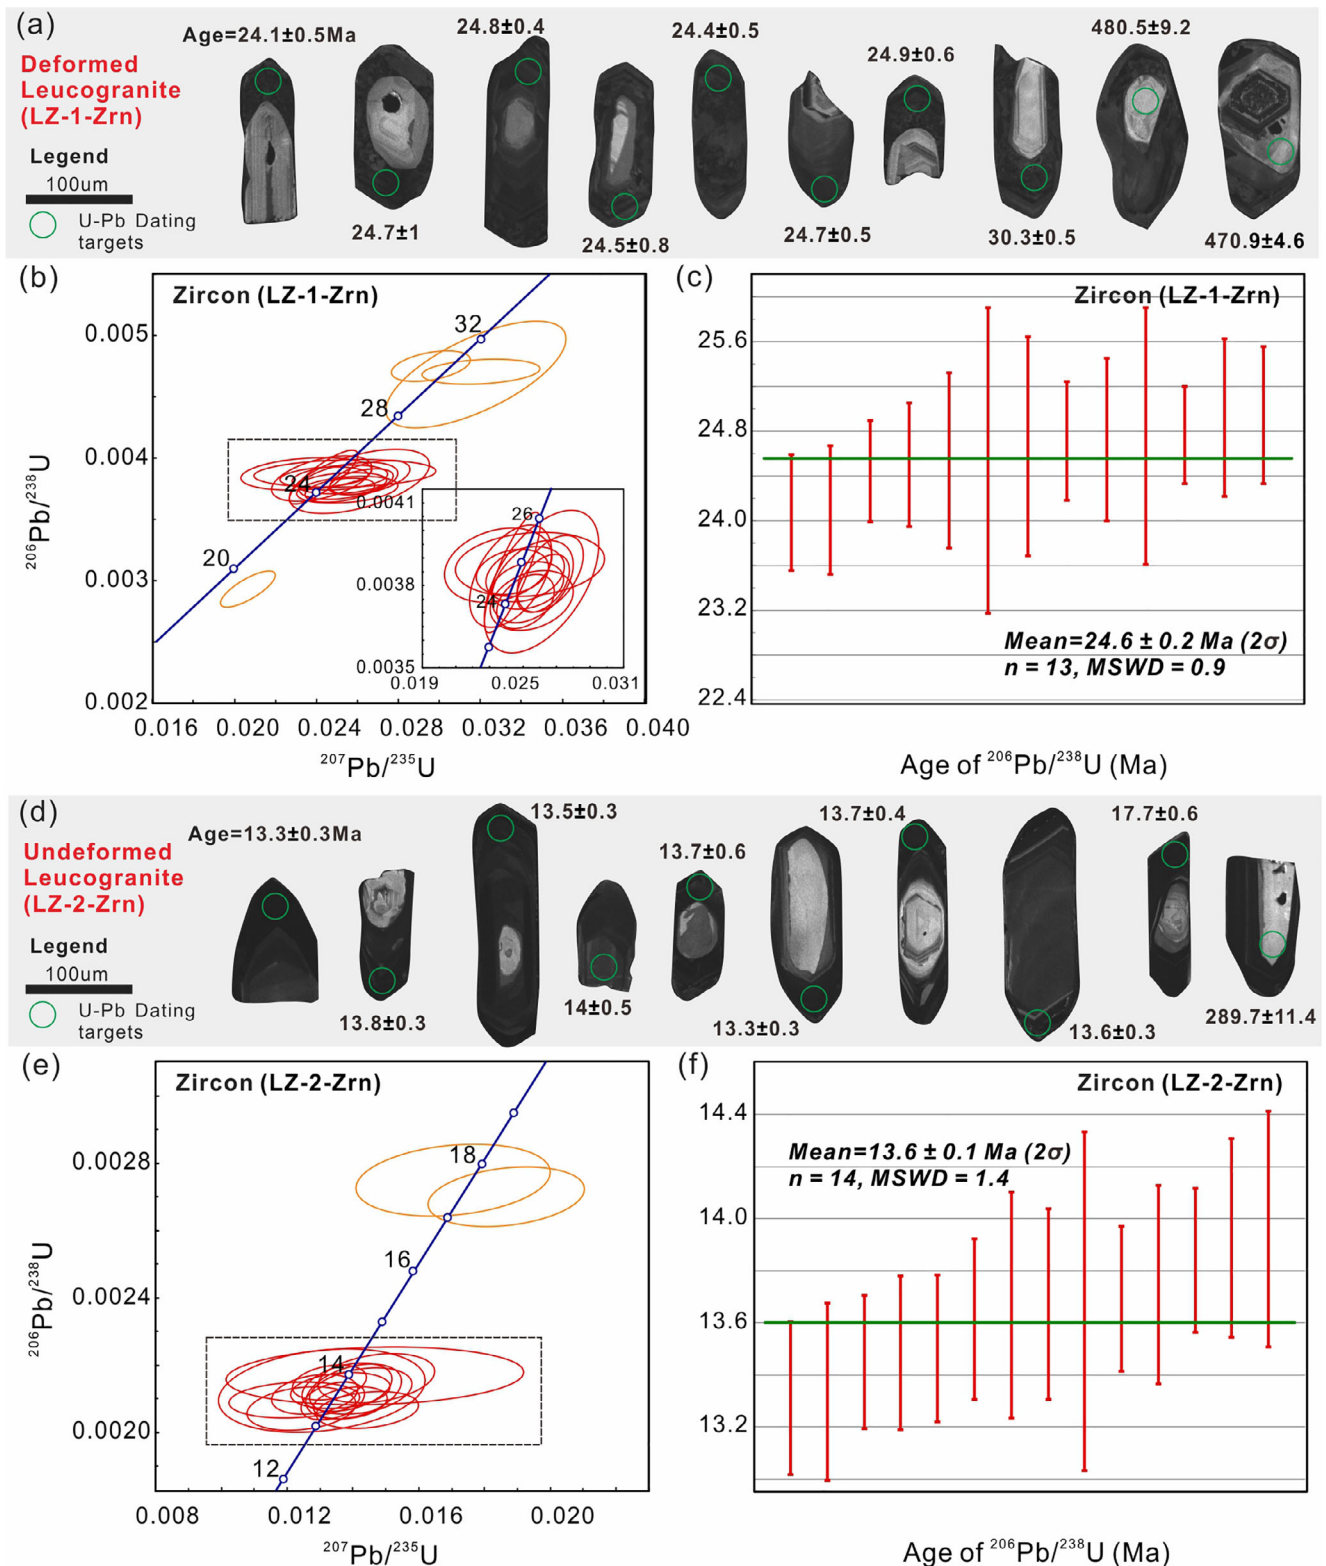 (a)
Deformed
Leucogranite
(LZ-1-Zrn)
Legend
100um
U-Pb Dating
targets
Age=24.1±0.5Ma
24.7±1
24.8±0.4
24.5±0.8
24.4±0.5
24.7±0.5
24.9±0.6
30.3±0.5
480.5±9.2
470.9±4.6
(b)
Zircon (LZ-1-Zrn)
0.005
0.004
0.003
0.002
206Pb/238U
32
28
24
20
0.0041
0.0038
0.0035
26
24
0.019
0.025
0.031
0.016
0.020
0.024
0.028
0.032
0.036
0.040
207Pb/235U
(c)
Zircon (LZ-1-Zrn)
25.6
24.8
24.0
23.2
22.4
Mean=24.6 ± 0.2 Ma (2σ)
n = 13, MSWD = 0.9
Age of 206Pb/238U (Ma)
(d)
Undeformed
Leucogranite
(LZ-2-Zrn)
Legend
100um
U-Pb Dating
targets
Age=13.3±0.3Ma
13.8±0.3
13.5±0.3
14±0.5
13.7±0.6
13.3±0.3
13.7±0.4
13.6±0.3
17.7±0.6
289.7±11.4
(e)
Zircon (LZ-2-Zrn)
0.0028
0.0024
0.0020
206Pb/238U
18
16
14
12
0.008
0.012
0.016
0.020
207Pb/235U
(f)
Zircon (LZ-2-Zrn)
14.4
14.0
13.6
13.2
Mean=13.6 ± 0.1 Ma (2σ)
n = 14, MSWD = 1.4
Age of 206Pb/238U (Ma)